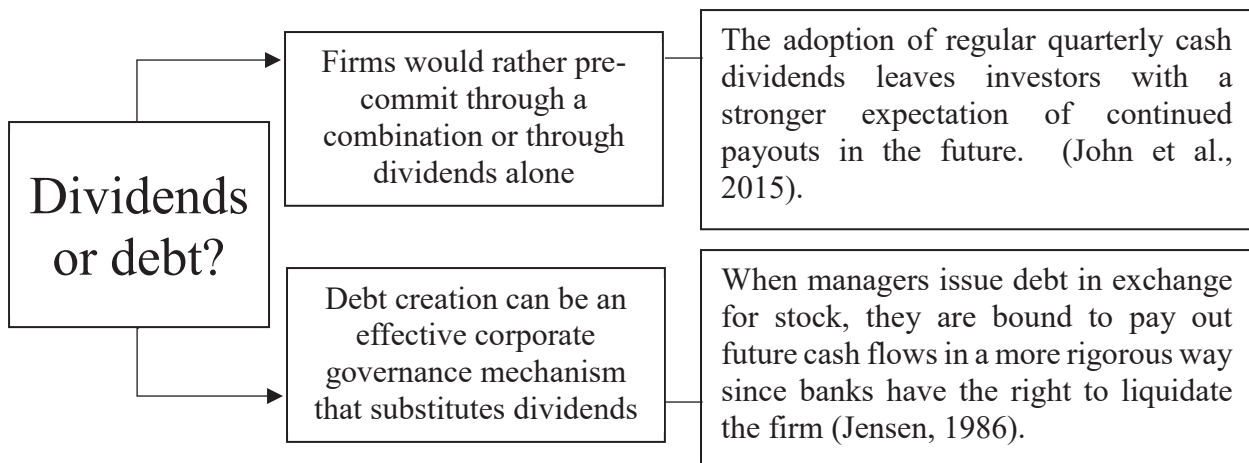 Dividends
or debt?
Firms would rather pre-
commit through a
combination or through
dividends alone
The adoption of regular quarterly cash
dividends leaves investors with a
stronger expectation of continued
payouts in the future. (John et al.,
2015).
Debt creation can be an
effective corporate
governance mechanism
that substitutes dividends
When managers issue debt in exchange
for stock, they are bound to pay out
future cash flows in a more rigorous way
since banks have the right to liquidate
the firm (Jensen, 1986).